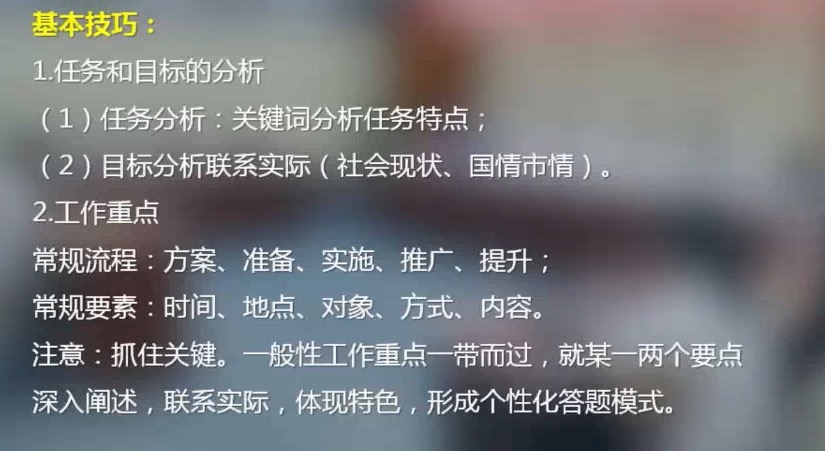 基本技巧：
1.任务和目标的分析
（1）任务分析：关键词分析任务特点；
（2）目标分析联系实际（社会现状、国情市情）。
2.工作重点
常规流程：方案、准备、实施、推广、提升；
常规要素：时间、地点、对象、方式、内容。
注意：抓住关键。一般性工作重点一带而过，就某一两个要点
深入阐述，联系实际，体现特色，形成个性化答题模式。